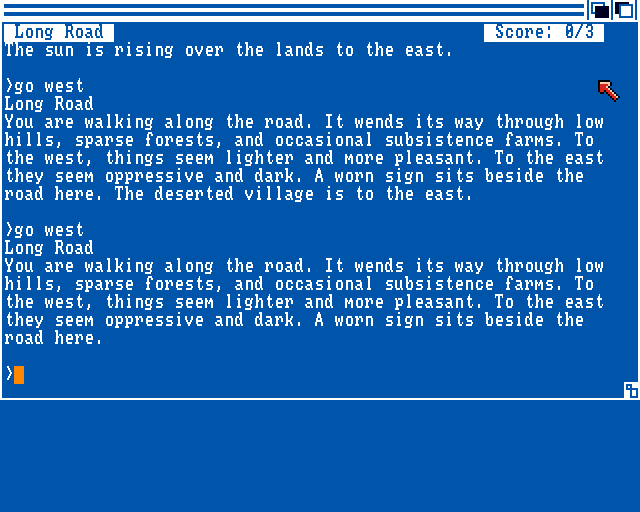 Long Road Score: 0/3
The sun is rising over the lands to the east.
>go west
Long Road
You are walking along the road. It wends its way through low
hills, sparse forests, and occasional subsistence farms. To
the west, things seem lighter and more pleasant. To the east
they seem oppressive and dark. A worn sign sits beside the
road here. The deserted village is to the east.
>go west
Long Road
You are walking along the road. It wends its way through low
hills, sparse forests, and occasional subsistence farms. To
the west, things seem lighter and more pleasant. To the east
they seem oppressive and dark. A worn sign sits beside the
road here.
>